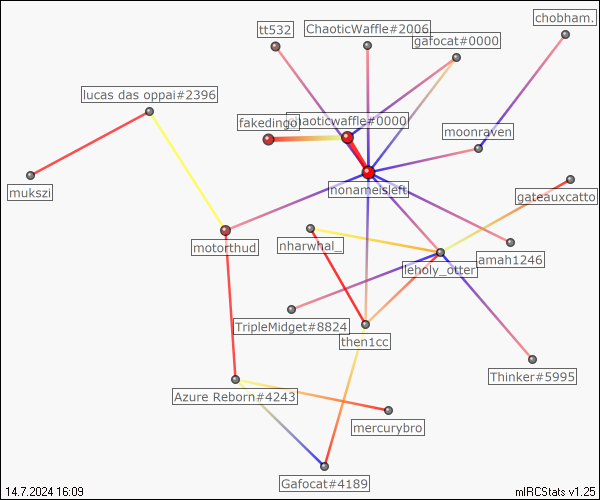 chobham.
tt532
ChaoticWaffle#2006
gafocat#0000
lucas das oppai#2396
fakedingo
haoticwaffle#0000
moonraven
mukszi
nonameisleft
gateauxcatto
motorthud
nharwhal_
leholy_otter
amah1246
TripleMidget#8824
then1cc
Thinker#5995
Azure Reborn#4243
mercurybro
Gafocat#4189
14.7.2024 16:09
mIRCStats v1.25